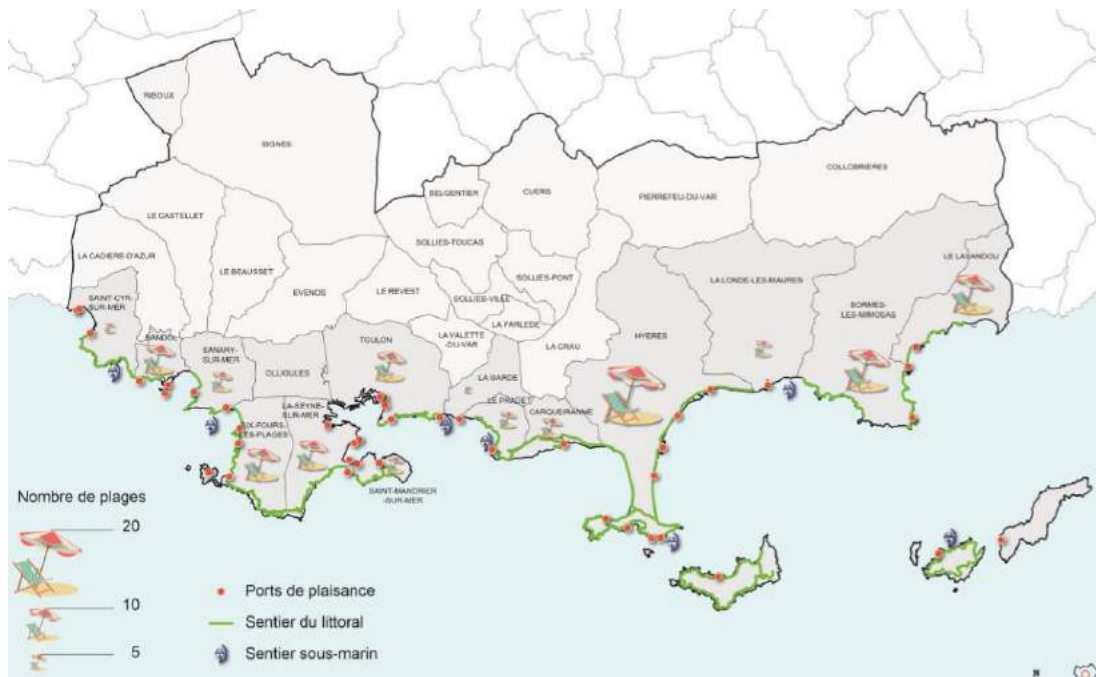 RIBOUX
SIGNES
COLLOBRIERES
BELGENTIER
CUERS
PIERREFEU-DU-VAR
LE CASTELLET
SOLLIES-TOUCAS
LA CADIERE-D'AZUR
LE BEAUSSET
EVENOS
LE REVEST
SOLLIES-PONT
SOLLIES-VILLE
LA FARLEDE
LA LONDE-LES-MAURES
LE LAVANDOU
SAINT-CYR-
SUR-MER
BORMES-
LES-MIMOSAS
BANDOL
SANARY-
SUR-MER
OLLIOULES
TOULON
LA VALETTE
-DU-VAR
LA CRAU
HYERES
LA GARDE
LE PRADET
CARQUEIRANNE
LA-SEYNE-
SUR-MER
SIX-FOURS-
LES-PLAGES
SAINT-MANDRIER
-SUR-MER
Nombre de plages
20
10
5
Ports de plaisance
Sentier du littoral
Sentier sous-marin
N